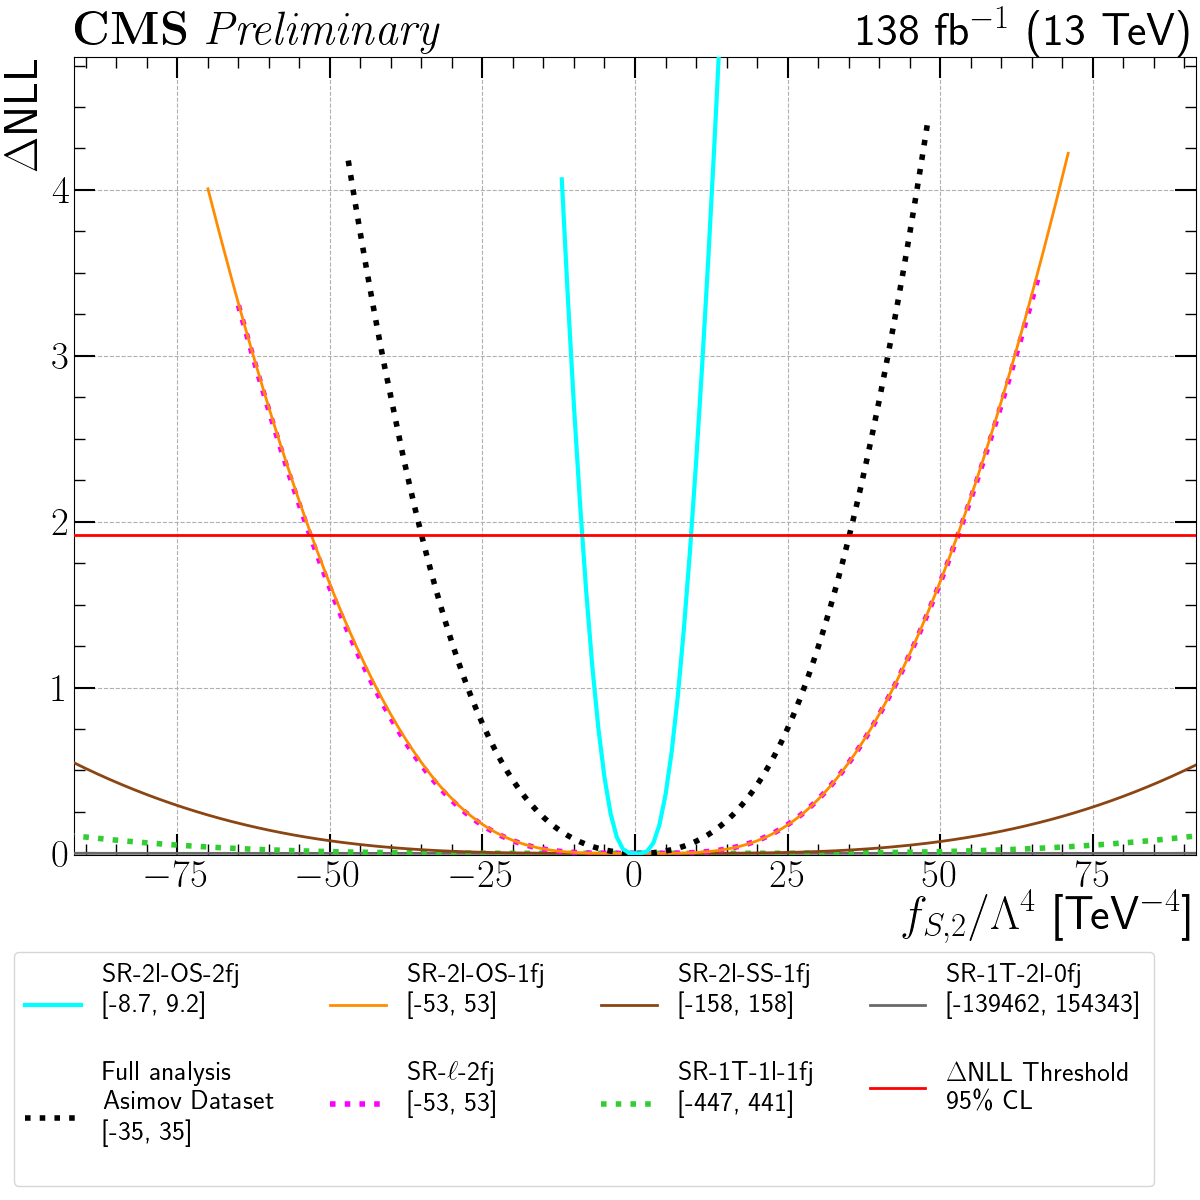 CMS Preliminary 138 fb⁻¹ (13 TeV)
ΔNLL
4
3
2
1
0
−75 −50 −25 0 25 50 75
f_{S,2}/Λ⁴ [TeV⁻⁴]
SR-2l-OS-2fj
[-8.7, 9.2]
Full analysis
Asimov Dataset
[-35, 35]
SR-2l-OS-1fj
[-53, 53]
SR-ℓ-2fj
[-53, 53]
SR-2l-SS-1fj
[-158, 158]
SR-1T-1l-1fj
[-447, 441]
SR-1T-2l-0fj
[-139462, 154343]
ΔNLL Threshold
95% CL